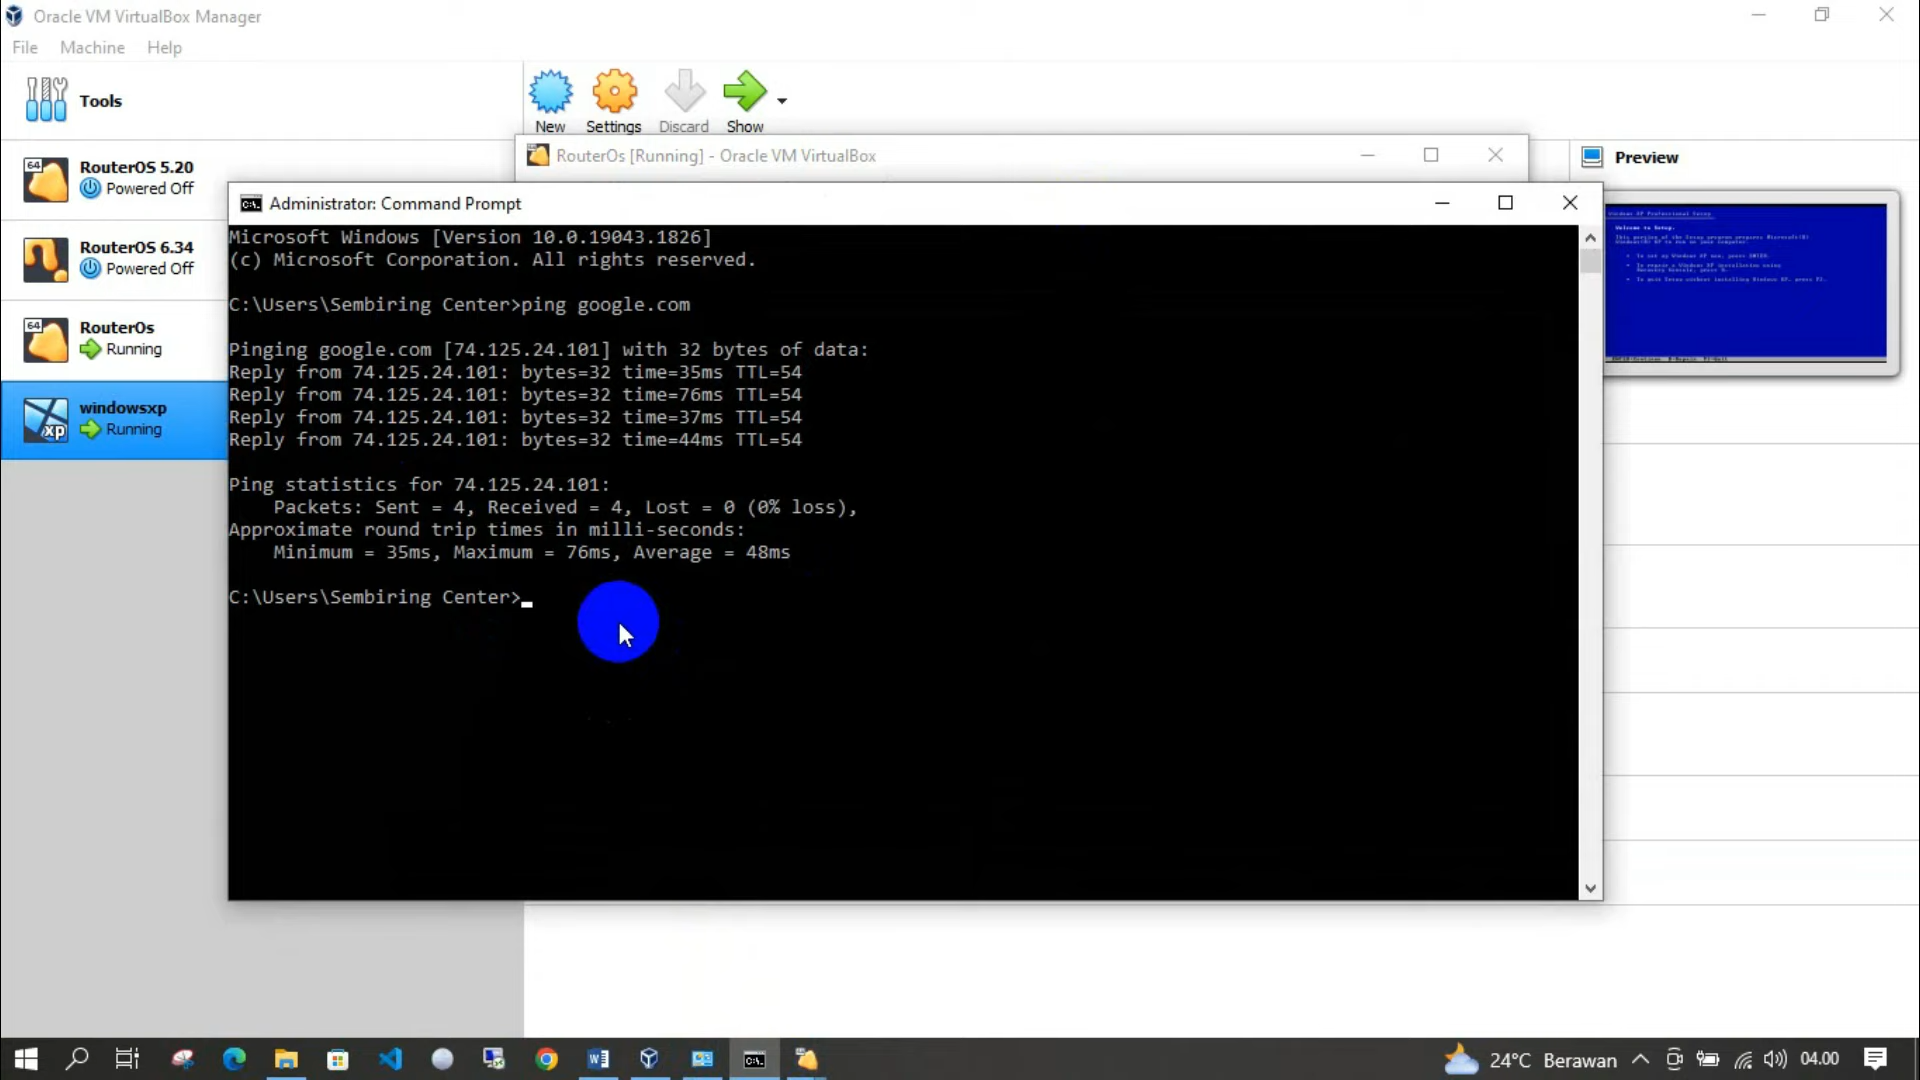 Oracle VM VirtualBox Manager
File Machine Help
Tools
New Settings Discard Show
RouterOS 5.20
Powered Off
RouterOS 6.34
Powered Off
RouterOs
Running
windowsxp
Running
64
64
xp
RouterOs [Running] - Oracle VM VirtualBox
Preview
Administrator: Command Prompt
Microsoft Windows [Version 10.0.19043.1826]
(c) Microsoft Corporation. All rights reserved.
C:\Users\Sembiring Center>ping google.com
Pinging google.com [74.125.24.101] with 32 bytes of data:
Reply from 74.125.24.101: bytes=32 time=35ms TTL=54
Reply from 74.125.24.101: bytes=32 time=76ms TTL=54
Reply from 74.125.24.101: bytes=32 time=37ms TTL=54
Reply from 74.125.24.101: bytes=32 time=44ms TTL=54
Ping statistics for 74.125.24.101:
Packets: Sent = 4, Received = 4, Lost = 0 (0% loss),
Approximate round trip times in milli-seconds:
Minimum = 35ms, Maximum = 76ms, Average = 48ms
C:\Users\Sembiring Center>
24°C Berawan
04.00